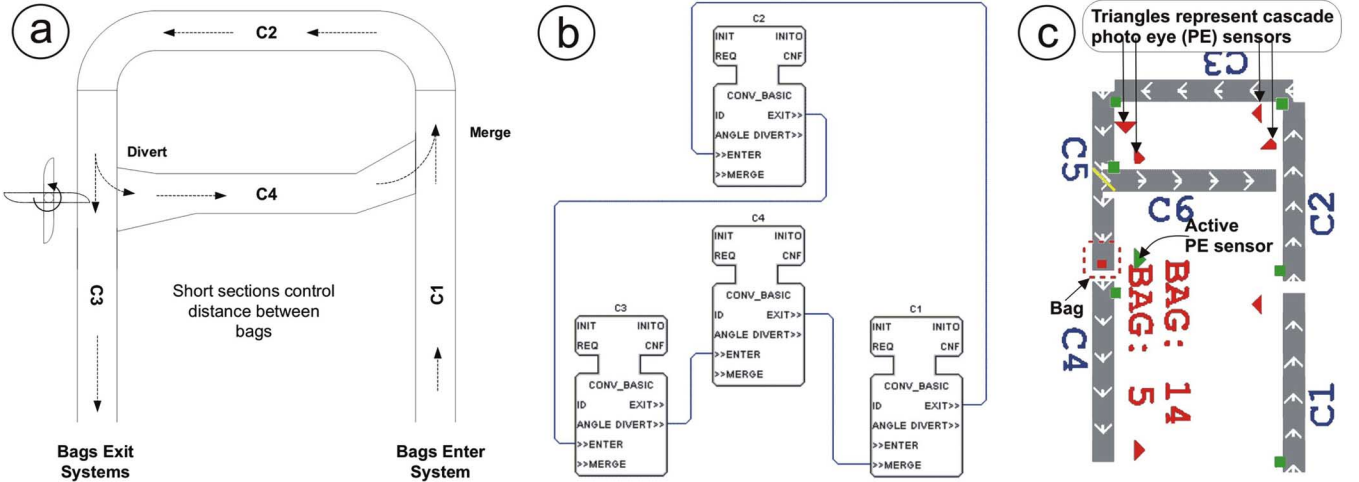 a
C2
Divert
Merge
C4
C3
C1
Short sections control
distance between
bags
Bags Exit
Systems
Bags Enter
System
b
C2
INIT INITO
REQ CNF
CONV_BASIC
ID EXIT>>
ANGLE DIVERT>>
>>ENTER
>>MERGE
C4
INIT INITO
REQ CNF
CONV_BASIC
ID EXIT>>
ANGLE DIVERT>>
>>ENTER
>>MERGE
C3
INIT INITO
REQ CNF
CONV_BASIC
ID EXIT>>
ANGLE DIVERT>>
>>ENTER
>>MERGE
C1
INIT INITO
REQ CNF
CONV_BASIC
ID EXIT>>
ANGLE DIVERT>>
>>ENTER
>>MERGE
c
Triangles represent cascade
photo eye (PE) sensors
C3
C5
C6
C2
Active
PE sensor
Bag
C4
BAG: 5
BAG: 14
C1